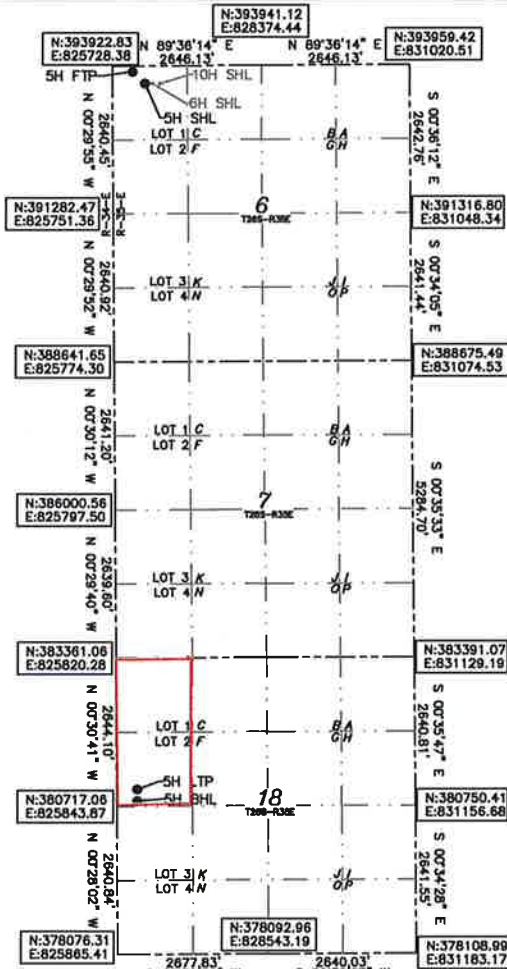 N:393941.12
E:828374.44
N:393922.83
E:825728.38
N 89°36'14" E
2646.13'
N 89°36'14" E
2646.13'
N:393959.42
E:831020.51
5H FTP
10H SHL
6H SHL
5H SHL
N 00°29'55" W
2640.45'
S 00°36'12" E
2642.76'
LOT 1 C
LOT 2 F
B A
G H
N:391282.47
E:825751.36
6
N:391316.80
E:831048.34
N 00°29'52" W
2640.92'
S 00°34'05" E
2641.44'
LOT 3 K
LOT 4 N
J I
O P
N:388641.65
E:825774.30
N:388675.49
E:831074.53
N 00°30'12" W
2641.20'
LOT 1 C
LOT 2 F
B A
G H
N:386000.56
E:825797.50
7
S 00°35'33" E
5284.70'
N 00°29'40" W
2639.60'
LOT 3 K
LOT 4 N
J I
O P
N:383361.06
E:825820.28
N:383391.07
E:831129.19
N 00°30'41" W
2644.10'
S 00°35'47" E
2640.81'
LOT 1 C
LOT 2 F
B A
G H
5H LTP
5H BHL
N:380717.06
E:825843.87
18
N:380750.41
E:831156.68
N 00°28'02" W
2640.84'
S 00°34'28" E
2641.55'
LOT 3 K
LOT 4 N
J I
O P
N:378092.96
E:828543.19
N:378076.31
E:825865.41
2677.83'
2640.03'
N:378108.99
E:831183.17